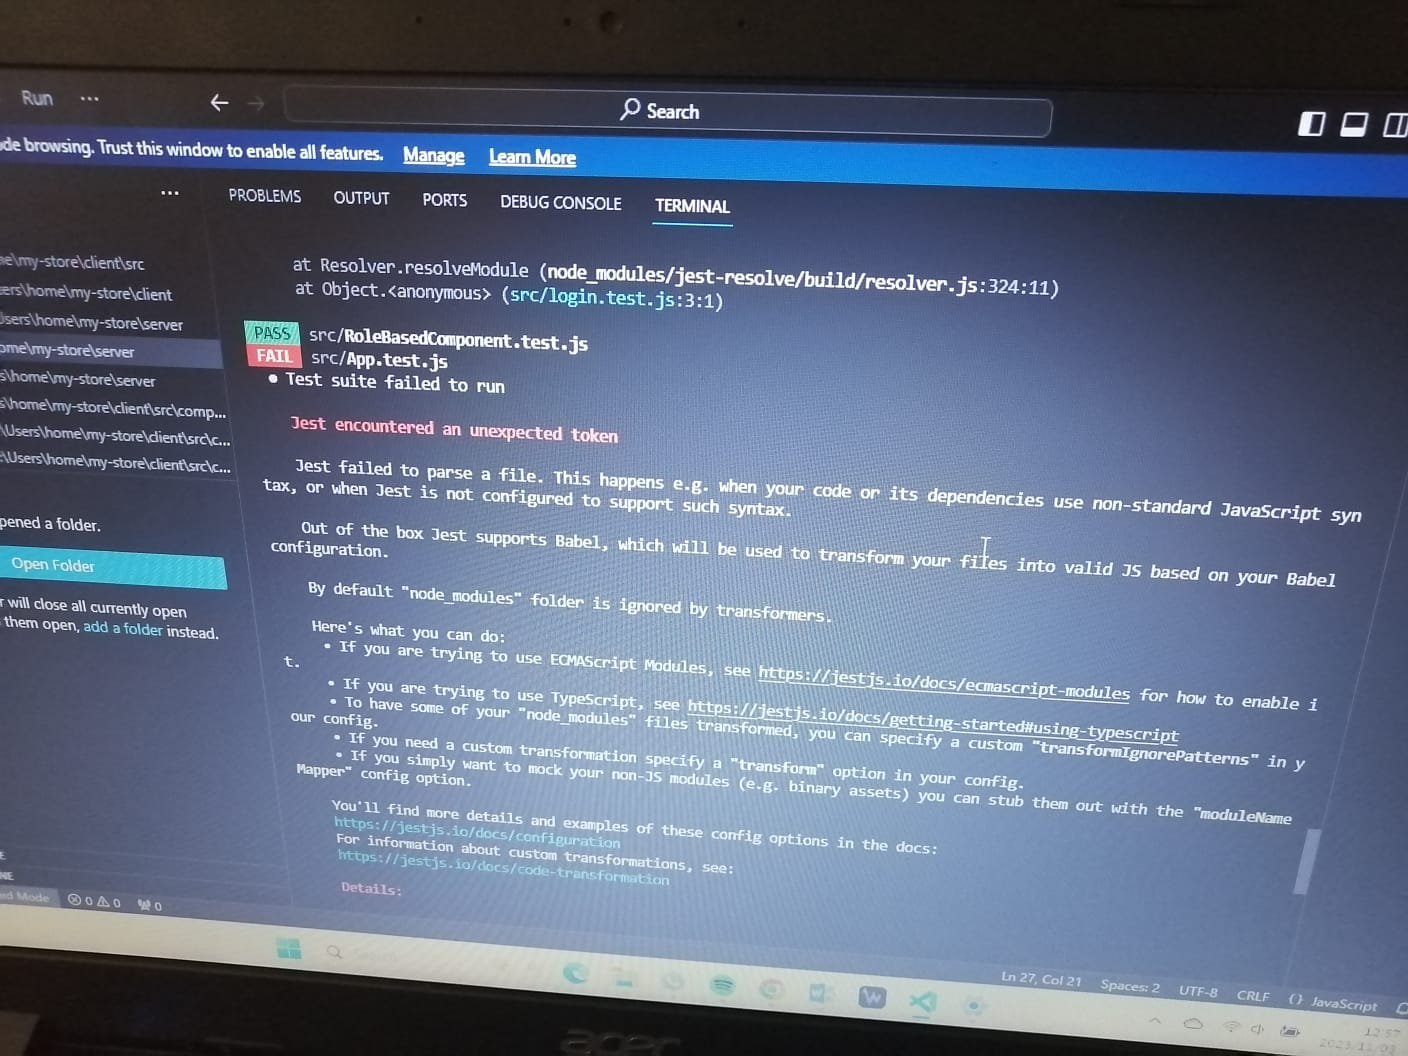 Run ...
Search
de browsing. Trust this window to enable all features. Manage Learn More
...
PROBLEMS OUTPUT PORTS DEBUG CONSOLE TERMINAL
e\my-store\client\src
ers\home\my-store\client
sers\home\my-store\server
ome\my-store\server
s\home\my-store\server
s\home\my-store\client\src\comp...
\Users\home\my-store\client\src\c...
:\Users\home\my-store\client\src\c...
pened a folder.
Open Folder
r will close all currently open
them open, add a folder instead.
at Resolver.resolveModule (node_modules/jest-resolve/build/resolver.js:324:11)
at Object.<anonymous> (src/login.test.js:3:1)
PASS src/RoleBasedComponent.test.js
FAIL src/App.test.js
● Test suite failed to run
Jest encountered an unexpected token
Jest failed to parse a file. This happens e.g. when your code or its dependencies use non-standard JavaScript syn
tax, or when Jest is not configured to support such syntax.
Out of the box Jest supports Babel, which will be used to transform your files into valid JS based on your Babel
configuration.
By default "node_modules" folder is ignored by transformers.
Here's what you can do:
• If you are trying to use ECMAScript Modules, see https://jestjs.io/docs/ecmascript-modules for how to enable i
t.
• If you are trying to use TypeScript, see https://jestjs.io/docs/getting-started#using-typescript
• To have some of your "node_modules" files transformed, you can specify a custom "transformIgnorePatterns" in y
our config.
• If you need a custom transformation specify a "transform" option in your config.
• If you simply want to mock your non-JS modules (e.g. binary assets) you can stub them out with the "moduleName
Mapper" config option.
You'll find more details and examples of these config options in the docs:
https://jestjs.io/docs/configuration
For information about custom transformations, see:
https://jestjs.io/docs/code-transformation
Details:
E
NE
ed Mode 0 0 0
Ln 27, Col 21 Spaces: 2 UTF-8 CRLF {} JavaScript
W
12:57
2023/11/03
acer